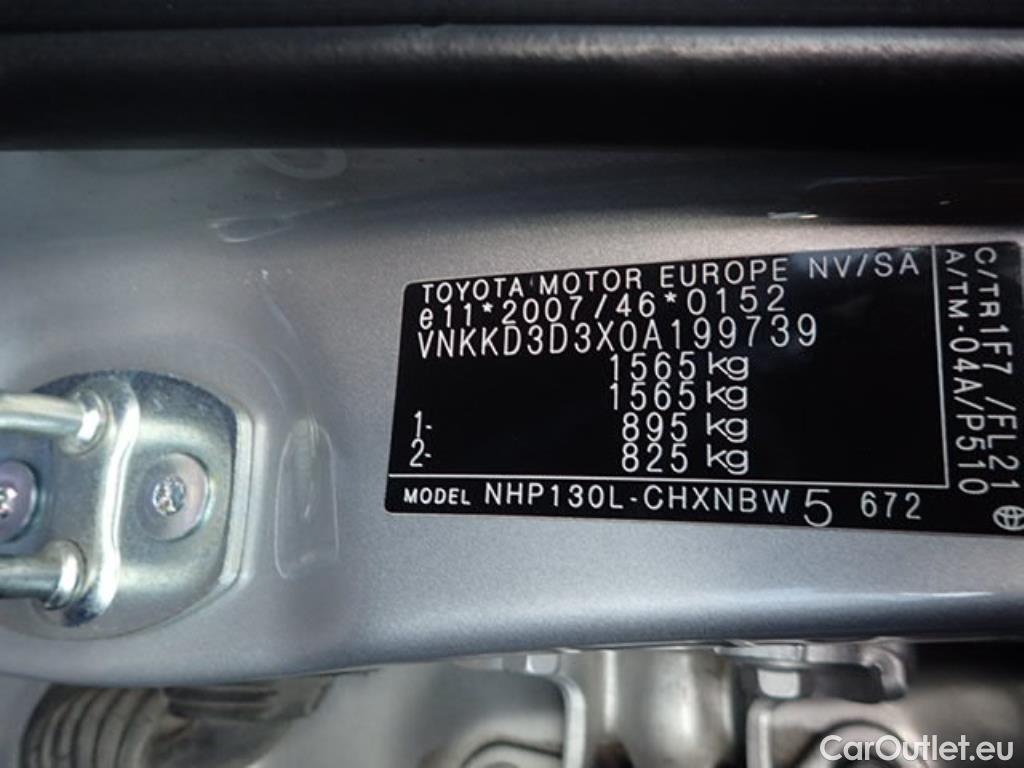 TOYOTA MOTOR EUROPE NV/SA
e11*2007/46*0152
VNKKD3D3X0A199739
1565 kg
1565 kg
1- 895 kg
2- 825 kg
MODEL NHP130L-CHXNBW 5 672
C/TR1F7/FL21
A/TM-04A/P510
CarOutlet.eu